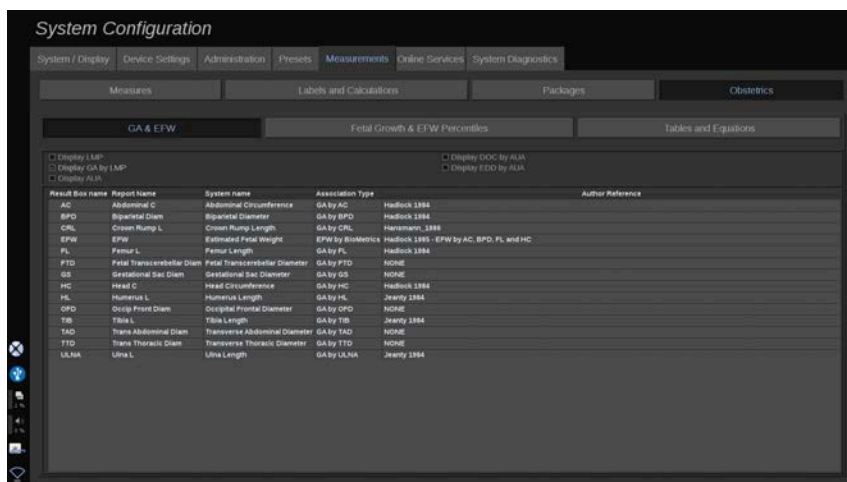 System Configuration
System / Display Device Settings Administration Presets Measurements Online Services System Diagnostics
Measures Labels and Calculations Packages Obstetrics
GA & EFW Fetal Growth & EFW Percentiles Tables and Equations
Display LMP Display DOC by AUA
Display GA by LMP Display EDD by AUA
Display AUA
Result Box name Report Name System name Association Type Author Reference
AC Abdominal C Abdominal Circumference GA by AC Hadlock 1984
BPD Biparietal Diam Biparietal Diameter GA by BPD Hadlock 1984
CRL Crown Rump L Crown Rump Length GA by CRL Hansmann_1986
EFW EFW Estimated Fetal Weight EFW by BioMetrics Hadlock 1985 - EFW by AC, BPD, FL and HC
FL Femur L Femur Length GA by FL Hadlock 1984
FTD Fetal Transcerebellar Diam Fetal Transcerebellar Diameter GA by FTD NONE
GS Gestational Sac Diam Gestational Sac Diameter GA by GS NONE
HC Head C Head Circumference GA by HC Hadlock 1984
HL Humerus L Humerus Length GA by HL Jeanty 1984
OFD Occip Front Diam Occipital Frontal Diameter GA by OFD NONE
TIB Tibia L Tibia Length GA by TIB Jeanty 1984
TAD Trans Abdominal Diam Transverse Abdominal Diameter GA by TAD NONE
TTD Trans Thoracic Diam Transverse Thoracic Diameter GA by TTD NONE
ULNA Ulna L Ulna Length GA by ULNA Jeanty 1984